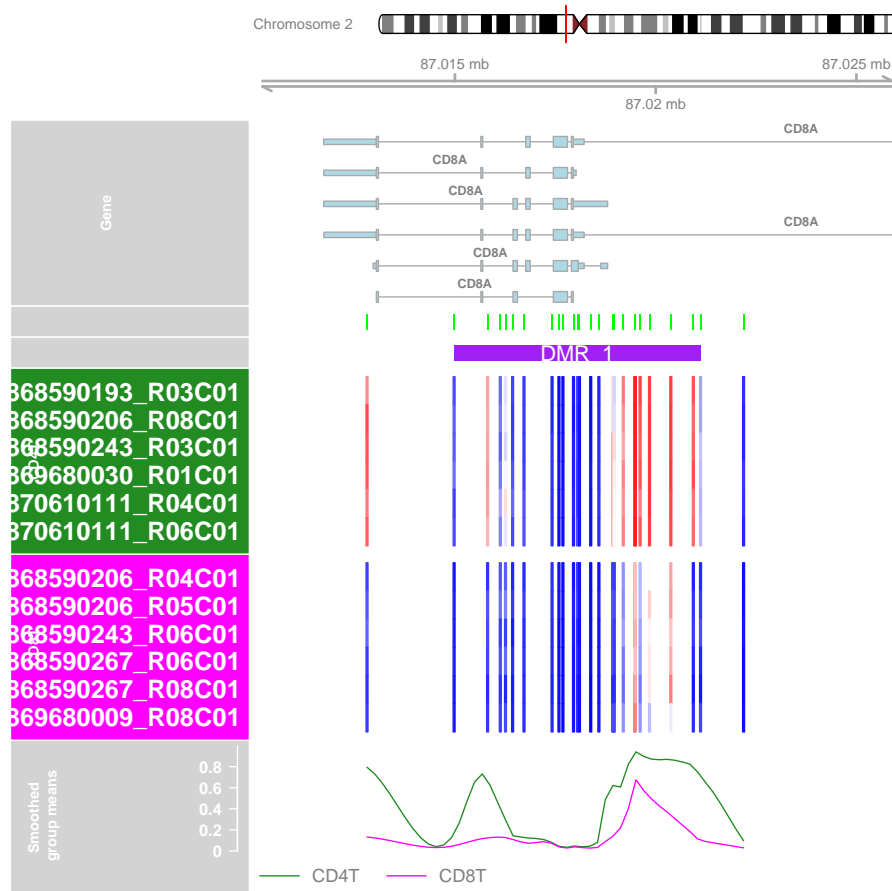 Chromosome 2
87.015 mb
87.025 mb
87.02 mb
Gene
CD8A
CD8A
CD8A
CD8A
CD8A
CD8A
DMR_1
868590193_R03C01
868590206_R08C01
868590243_R03C01
869680030_R01C01
870610111_R04C01
870610111_R06C01
868590206_R04C01
868590206_R05C01
868590243_R06C01
868590267_R06C01
868590267_R08C01
869680009_R08C01
Smoothed
group means
0.8
0.6
0.4
0.2
0
CD4T
CD8T